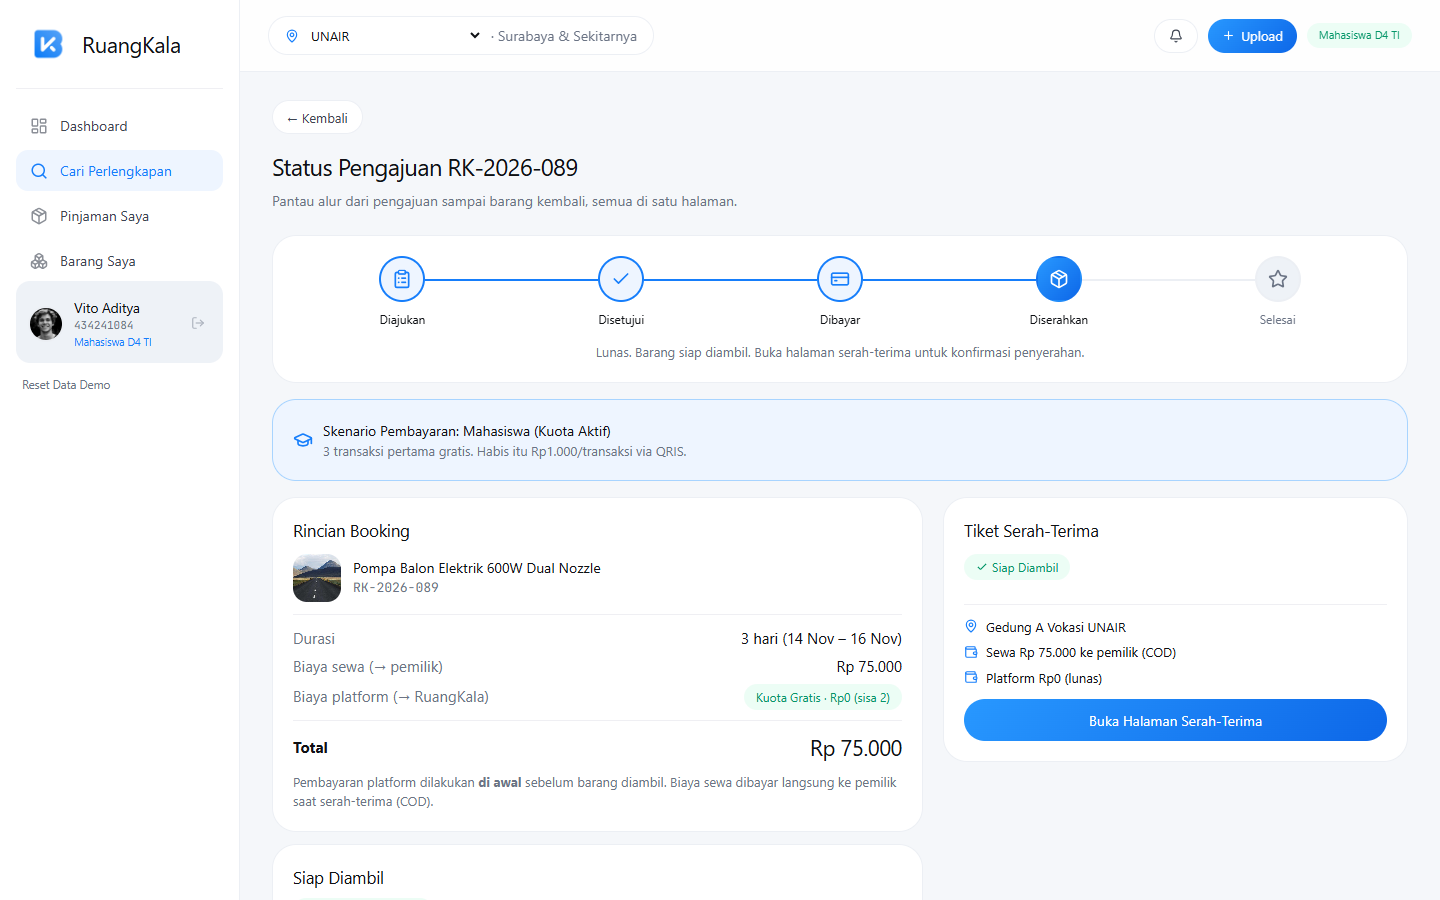 RuangKala
UNAIR
· Surabaya & Sekitarnya
+ Upload
Mahasiswa D4 TI
Dashboard
Cari Perlengkapan
Pinjaman Saya
Barang Saya
Vito Aditya
434241084
Mahasiswa D4 TI
Reset Data Demo
← Kembali
Status Pengajuan RK-2026-089
Pantau alur dari pengajuan sampai barang kembali, semua di satu halaman.
Diajukan
Disetujui
Dibayar
Diserahkan
Selesai
Lunas. Barang siap diambil. Buka halaman serah-terima untuk konfirmasi penyerahan.
Skenario Pembayaran: Mahasiswa (Kuota Aktif)
3 transaksi pertama gratis. Habis itu Rp1.000/transaksi via QRIS.
Rincian Booking
Pompa Balon Elektrik 600W Dual Nozzle
RK-2026-089
Durasi
3 hari (14 Nov – 16 Nov)
Biaya sewa (→ pemilik)
Rp 75.000
Biaya platform (→ RuangKala)
Kuota Gratis · Rp0 (sisa 2)
Total
Rp 75.000
Pembayaran platform dilakukan di awal sebelum barang diambil. Biaya sewa dibayar langsung ke pemilik
saat serah-terima (COD).
Siap Diambil
Tiket Serah-Terima
Siap Diambil
Gedung A Vokasi UNAIR
Sewa Rp 75.000 ke pemilik (COD)
Platform Rp0 (lunas)
Buka Halaman Serah-Terima